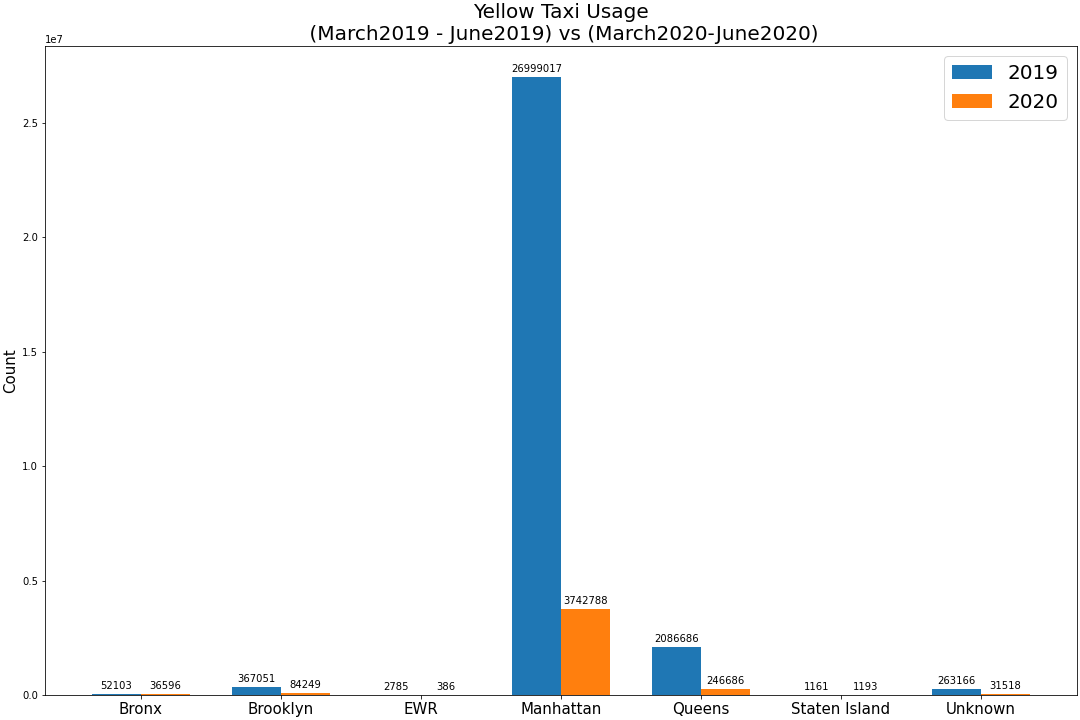 Yellow Taxi Usage
(March2019 - June2019) vs (March2020-June2020)
1e7
2019
2020
Count
2.5
2.0
1.5
1.0
0.5
0.0
52103
36596
367051
84249
2785
386
26999017
3742788
2086686
246686
1161
1193
263166
31518
Bronx
Brooklyn
EWR
Manhattan
Queens
Staten Island
Unknown